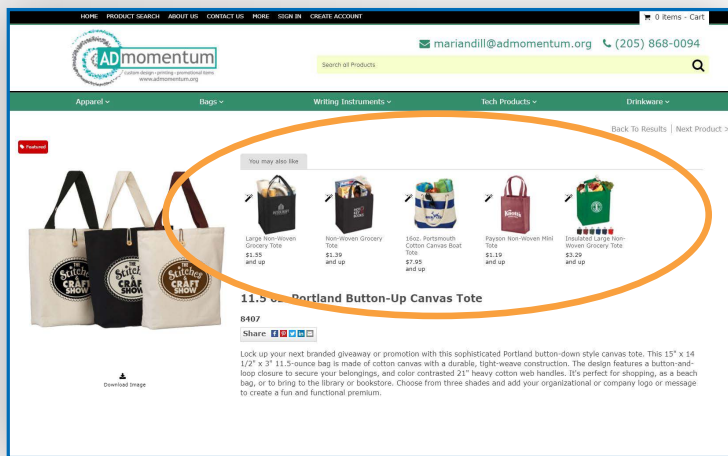 HOME PRODUCT SEARCH ABOUT US CONTACT US MORE SIGN IN CREATE ACCOUNT
0 items - Cart
ADmomentum
custom design - printing - promotional items
www.admomentum.org
mariandill@admomentum.org (205) 868-0094
Search all Products
Apparel Bags Writing Instruments Tech Products Drinkware
Back To Results | Next Product >
Featured
You may also like
Large Non-Woven
Grocery Tote
$1.55
and up
Non-Woven Grocery
Tote
$1.39
and up
16oz. Portsmouth
Cotton Canvas Boat
Tote
$7.95
and up
Payson Non-Woven Mini
Tote
$1.19
and up
Insulated Large Non-
Woven Grocery Tote
$3.29
and up
The
Stitches
CRAFT
SHOW
The
Stitches
CRAFT
SHOW
The
Stitches
CRAFT
SHOW
Download Image
11.5 oz. Portland Button-Up Canvas Tote
8407
Share
Lock up your next branded giveaway or promotion with this sophisticated Portland button-down style canvas tote. This 15" x 14
1/2" x 3" 11.5-ounce bag is made of cotton canvas with a durable, tight-weave construction. The design features a button-and-
loop closure to secure your belongings, and color contrasted 21" heavy cotton web handles. It's perfect for shopping, as a beach
bag, or to bring to the library or bookstore. Choose from three shades and add your organizational or company logo or message
to create a fun and functional premium.